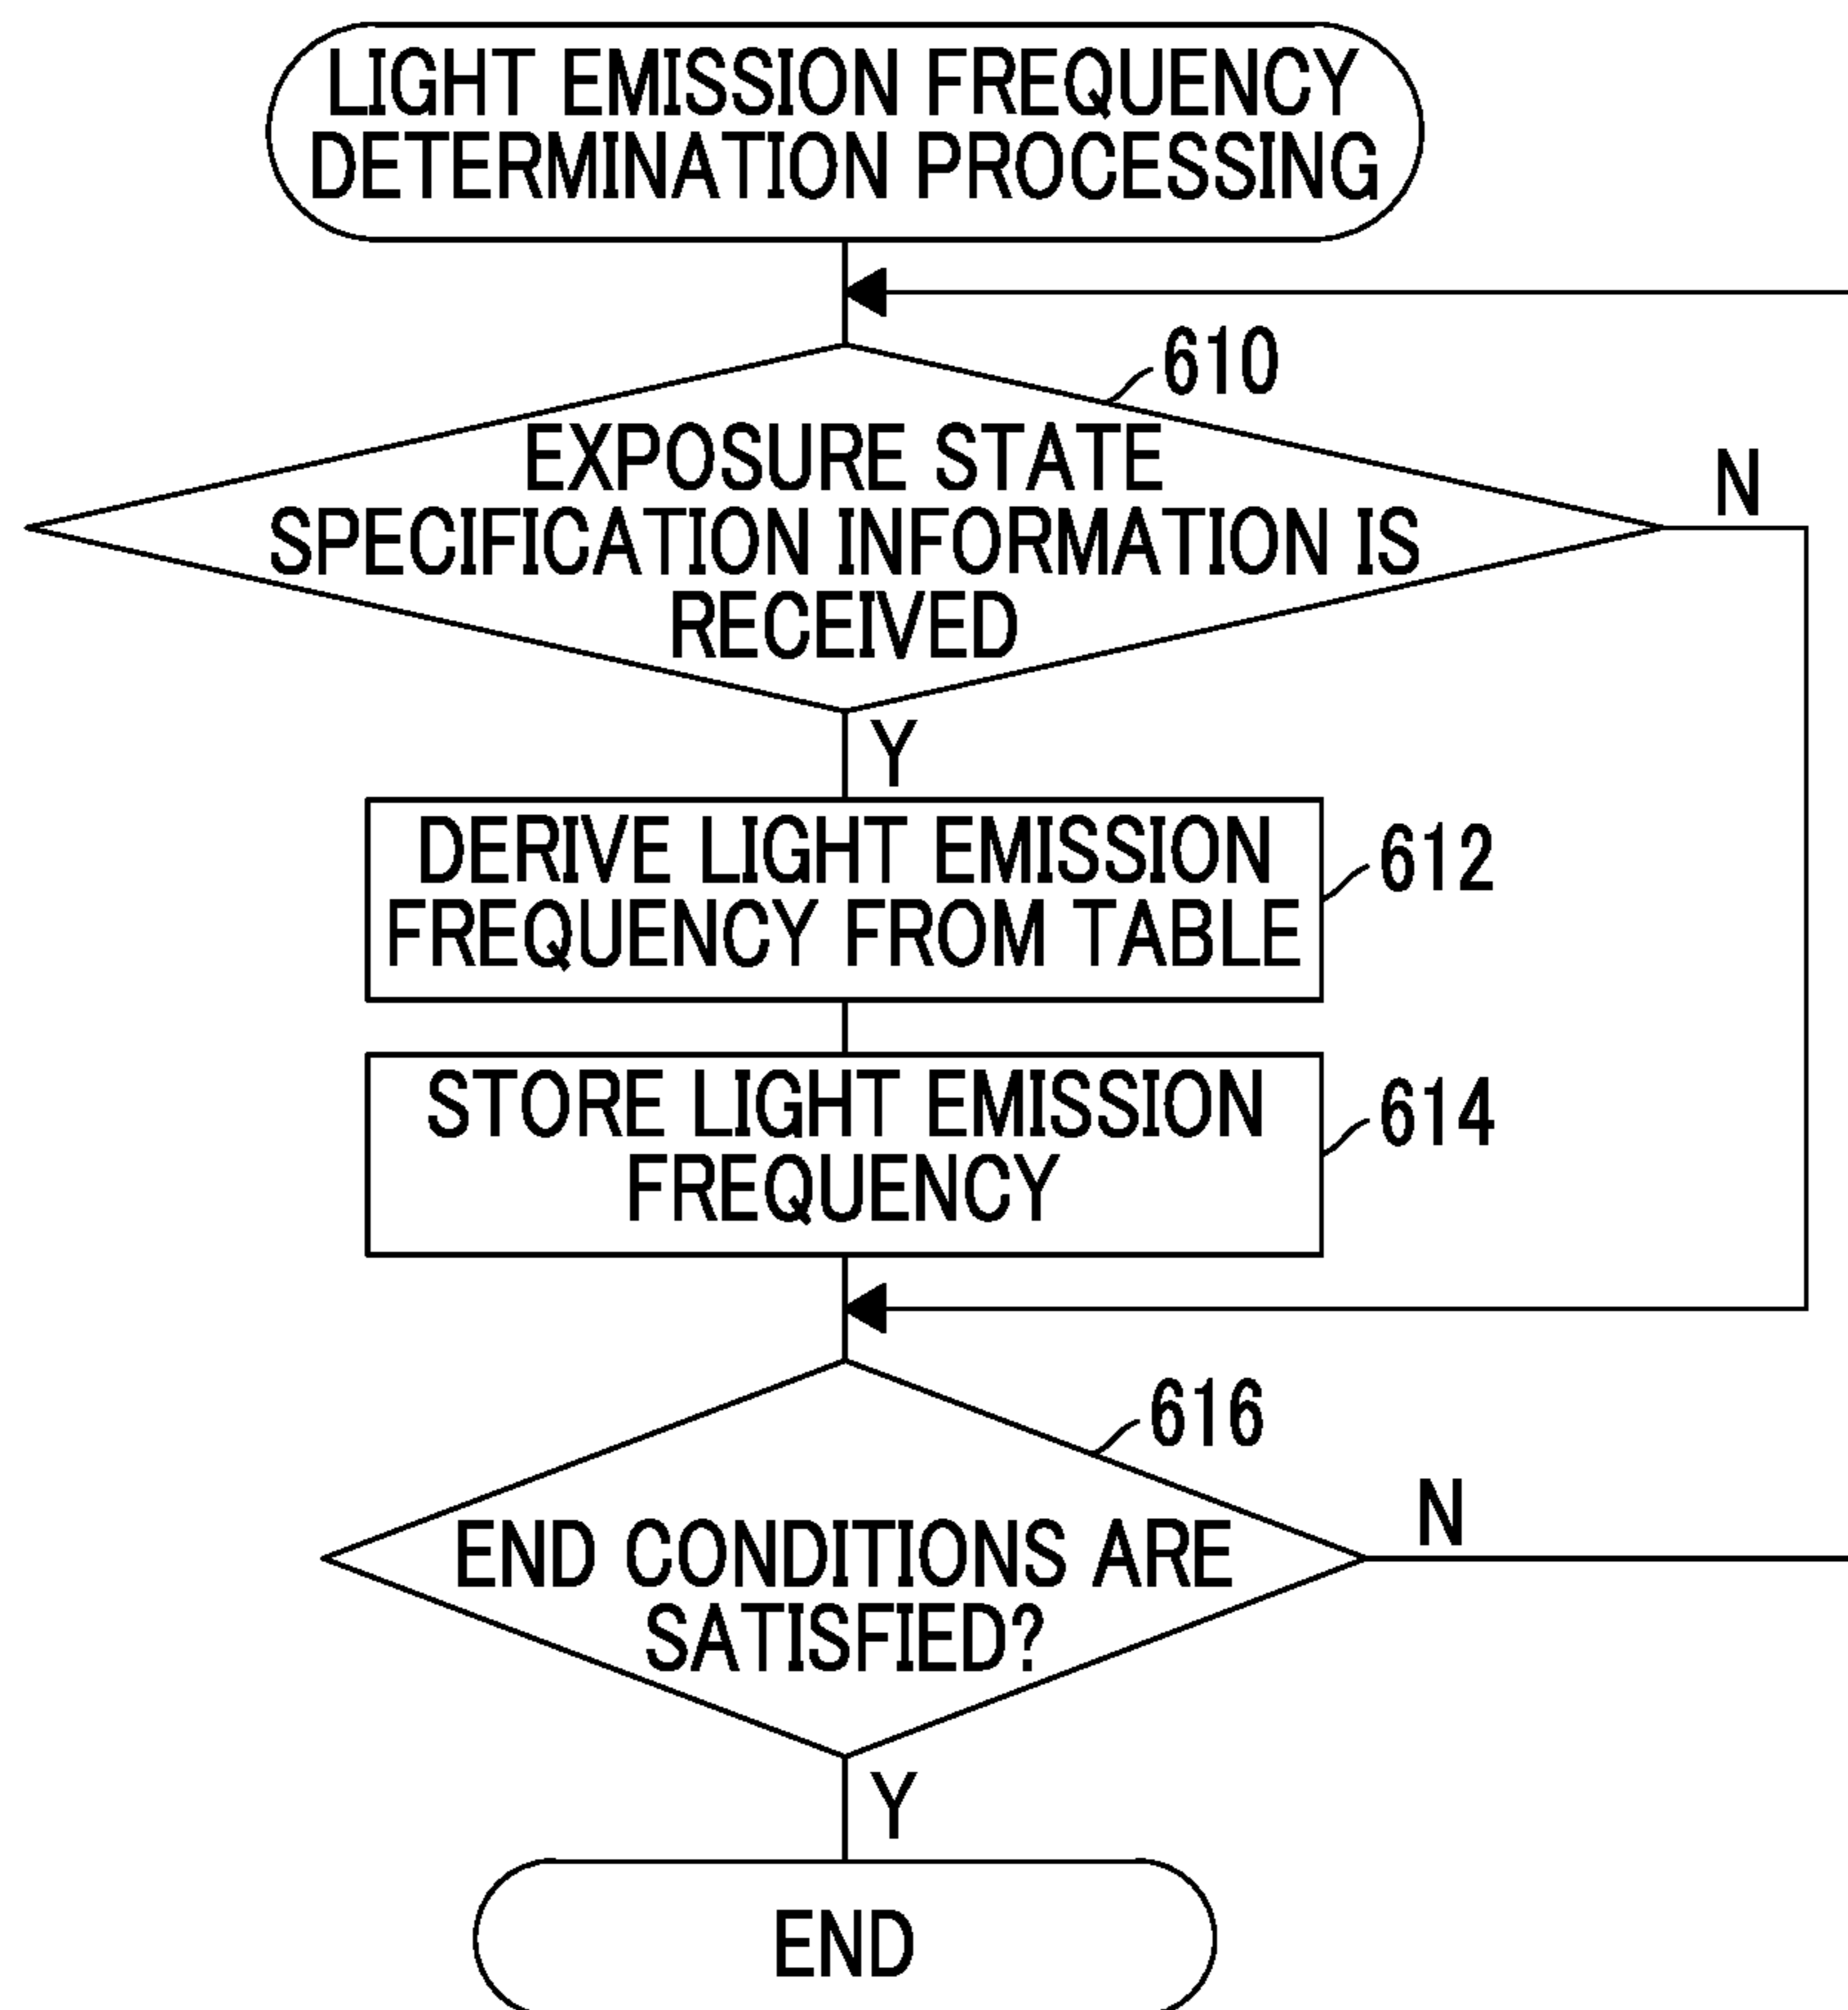 LIGHT EMISSION FREQUENCY
DETERMINATION PROCESSING
610
EXPOSURE STATE
SPECIFICATION INFORMATION IS
RECEIVED
N
Y
DERIVE LIGHT EMISSION
FREQUENCY FROM TABLE
612
STORE LIGHT EMISSION
FREQUENCY
614
616
END CONDITIONS ARE
SATISFIED?
N
Y
END